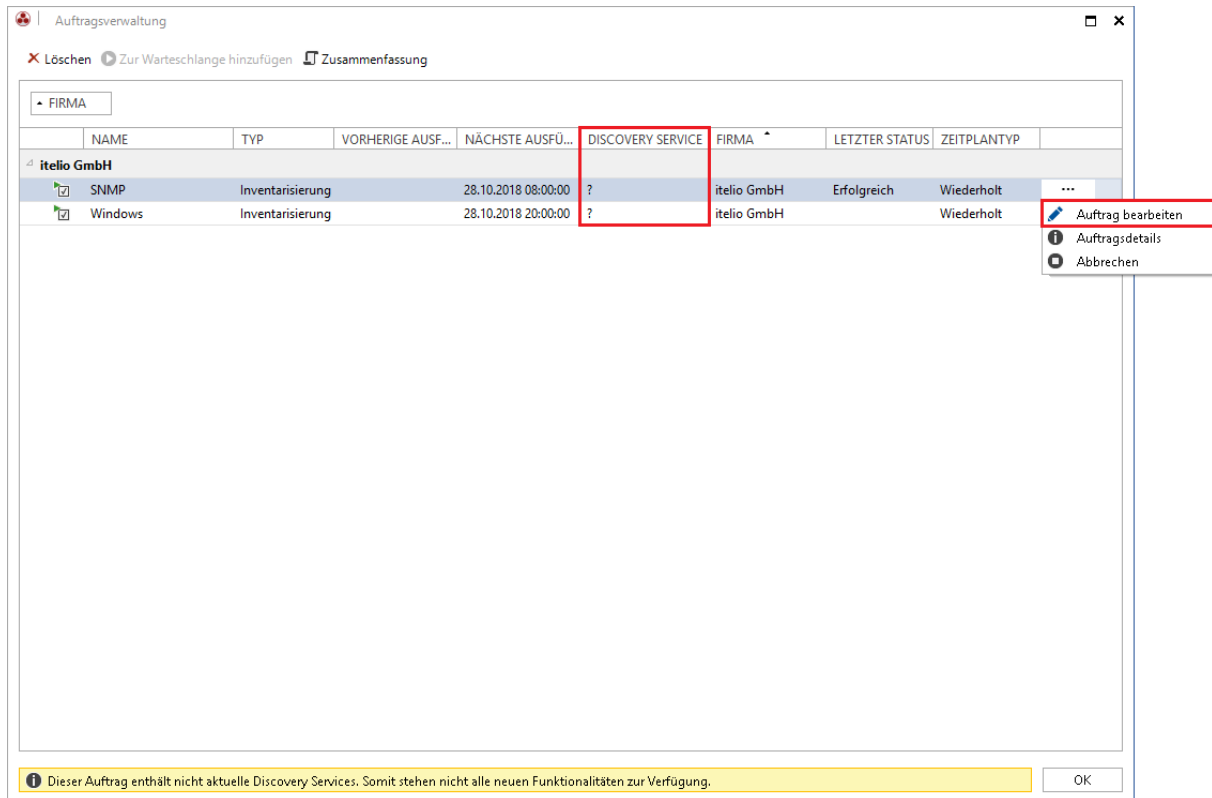 Auftragsverwaltung
Löschen Zur Warteschlange hinzufügen Zusammenfassung
FIRMA
NAME TYP VORHERIGE AUSF... NÄCHSTE AUSFÜ... DISCOVERY SERVICE FIRMA LETZTER STATUS ZEITPLANTYP
itelio GmbH
SNMP Inventarisierung 28.10.2018 08:00:00 ? itelio GmbH Erfolgreich Wiederholt ...
Windows Inventarisierung 28.10.2018 20:00:00 ? itelio GmbH Wiederholt
Auftrag bearbeiten
Auftragsdetails
Abbrechen
Dieser Auftrag enthält nicht aktuelle Discovery Services. Somit stehen nicht alle neuen Funktionalitäten zur Verfügung.
OK